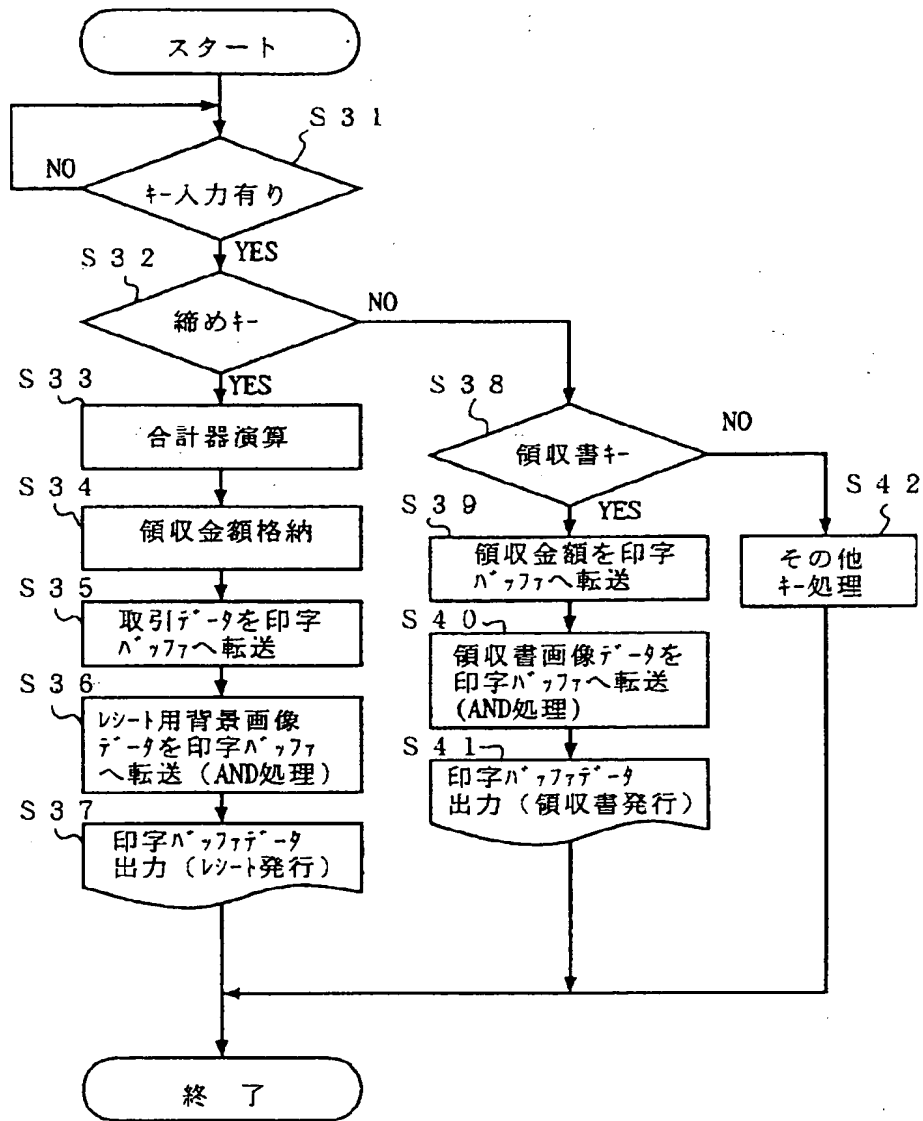 スタート
S31
NO
キー入力有り
YES
S32
NO
締めキー
YES
S33
合計器演算
S34
領収金額格納
S35
取引データを印字
バッファへ転送
S36
レシート用背景画像
データを印字バッファ
へ転送(AND処理)
S37
印字バッファデータ
出力(レシート発行)
S38
領収書キー
NO
YES
S39
領収金額を印字
バッファへ転送
S40
領収書画像データを
印字バッファへ転送
(AND処理)
S41
印字バッファデータ
出力(領収書発行)
S42
その他
キー処理
終了